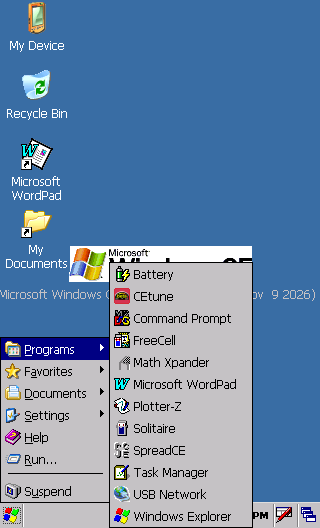 My Device
Recycle Bin
Microsoft
WordPad
My
Documents
Microsoft
Microsoft Windows
ov 9 2026)
Battery
CEtune
Command Prompt
FreeCell
Math Xpander
Microsoft WordPad
Plotter-Z
Solitaire
SpreadCE
Task Manager
USB Network
Windows Explorer
Programs
Favorites
Documents
Settings
Help
Run...
Suspend
PM